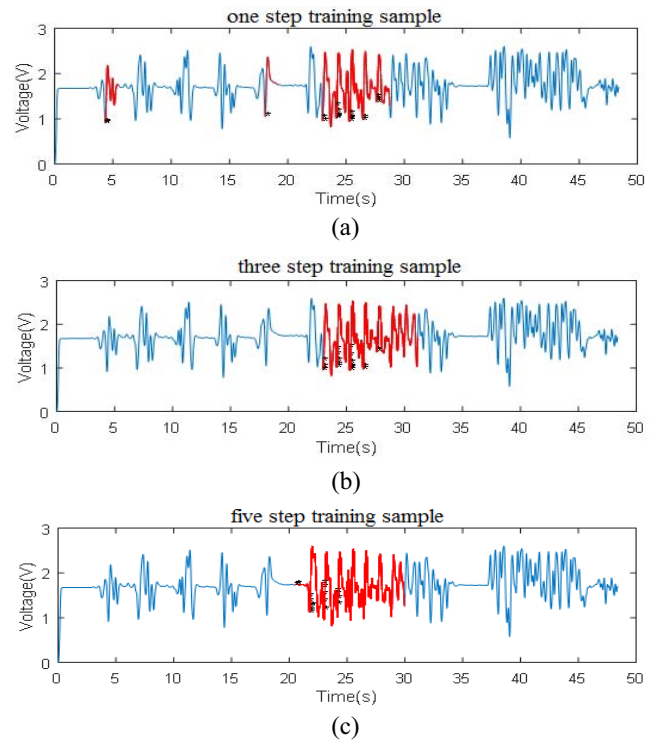 one step training sample
3
2
1
0
Voltage(V)
0 5 10 15 20 25 30 35 40 45 50
Time(s)
(a)
three step training sample
3
2
1
0
Voltage(V)
0 5 10 15 20 25 30 35 40 45 50
Time(s)
(b)
five step training sample
3
2
1
0
Voltage(V)
0 5 10 15 20 25 30 35 40 45 50
Time(s)
(c)